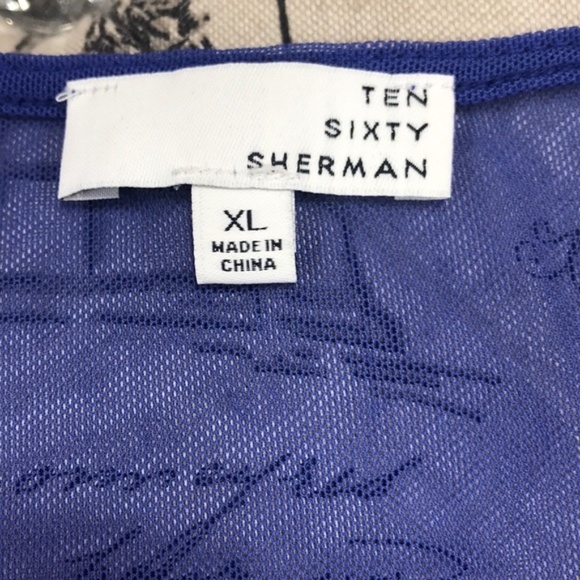 TEN
SIXTY
SHERMAN
XL
MADE IN
CHINA